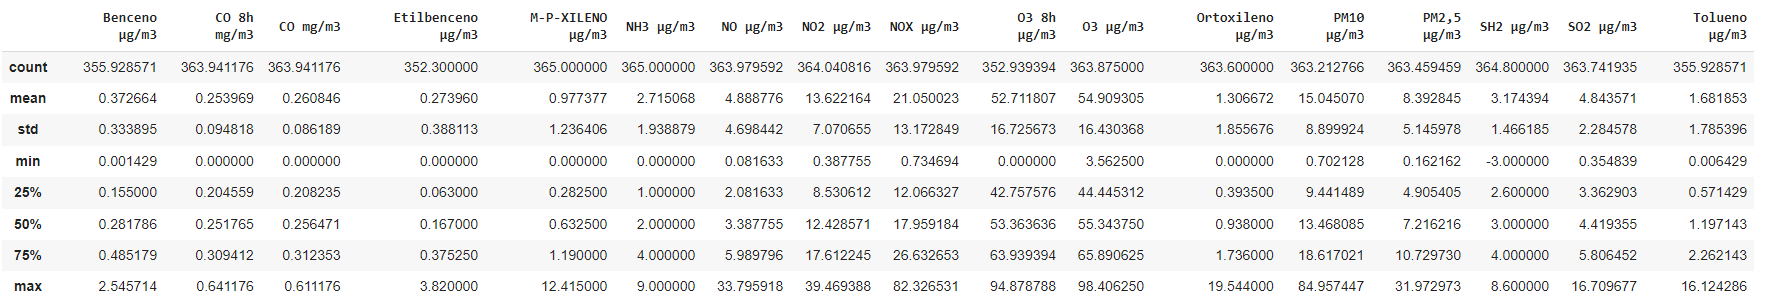 Benceno µg/m3 CO 8h mg/m3 CO mg/m3 Etilbenceno µg/m3 M-P-XILENO µg/m3 NH3 µg/m3 NO µg/m3 NO2 µg/m3 NOX µg/m3 O3 8h µg/m3 O3 µg/m3 Ortoxileno µg/m3 PM10 µg/m3 PM2,5 µg/m3 SH2 µg/m3 SO2 µg/m3 Tolueno µg/m3
count 355.928571 363.941176 363.941176 352.300000 365.000000 365.000000 363.979592 364.040816 363.979592 352.939394 363.875000 363.600000 363.212766 363.459459 364.800000 363.741935 355.928571
mean 0.372664 0.253969 0.260846 0.273960 0.977377 2.715068 4.888776 13.622164 21.050023 52.711807 54.909305 1.306672 15.045070 8.392845 3.174394 4.843571 1.681853
std 0.333895 0.094818 0.086189 0.388113 1.236406 1.938879 4.698442 7.070655 13.172849 16.725673 16.430368 1.855676 8.899924 5.145978 1.466185 2.284578 1.785396
min 0.001429 0.000000 0.000000 0.000000 0.000000 0.000000 0.081633 0.387755 0.734694 0.000000 3.562500 0.000000 0.702128 0.162162 -3.000000 0.354839 0.006429
25% 0.155000 0.204559 0.208235 0.063000 0.282500 1.000000 2.081633 8.530612 12.066327 42.757576 44.445312 0.393500 9.441489 4.905405 2.600000 3.362903 0.571429
50% 0.281786 0.251765 0.256471 0.167000 0.632500 2.000000 3.387755 12.428571 17.959184 53.363636 55.343750 0.938000 13.468085 7.216216 3.000000 4.419355 1.197143
75% 0.485179 0.309412 0.312353 0.375250 1.190000 4.000000 5.989796 17.612245 26.632653 63.939394 65.890625 1.736000 18.617021 10.729730 4.000000 5.806452 2.262143
max 2.545714 0.641176 0.611176 3.820000 12.415000 9.000000 33.795918 39.469388 82.326531 94.878788 98.406250 19.544000 84.957447 31.972973 8.600000 16.709677 16.124286